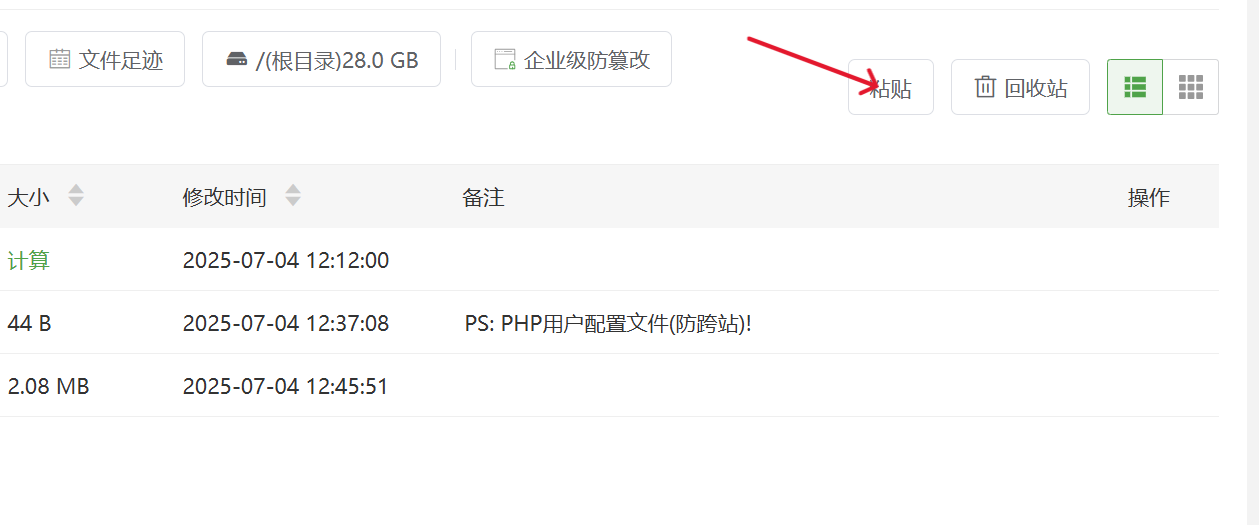 文件足迹
/(根目录)28.0 GB
企业级防篡改
粘贴
回收站
大小 修改时间 备注 操作
计算 2025-07-04 12:12:00
44 B 2025-07-04 12:37:08 PS: PHP用户配置文件(防跨站)!
2.08 MB 2025-07-04 12:45:51